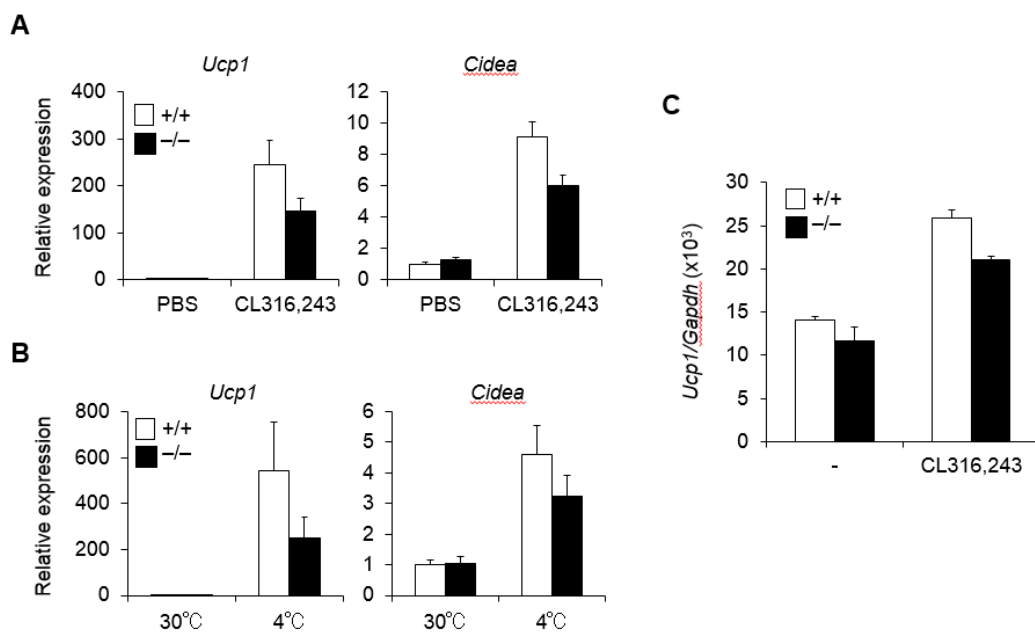 A
Ucp1
Relative expression
400
300
200
100
0
+/+
−/−
PBS
CL316,243
Cidea
12
10
8
6
4
2
0
PBS
CL316,243
B
Ucp1
Relative expression
800
600
400
200
0
+/+
−/−
30℃
4℃
Cidea
6
5
4
3
2
1
0
30℃
4℃
C
Ucp1/Gapdh (x10³)
30
25
20
15
10
5
0
+/+
−/−
-
CL316,243